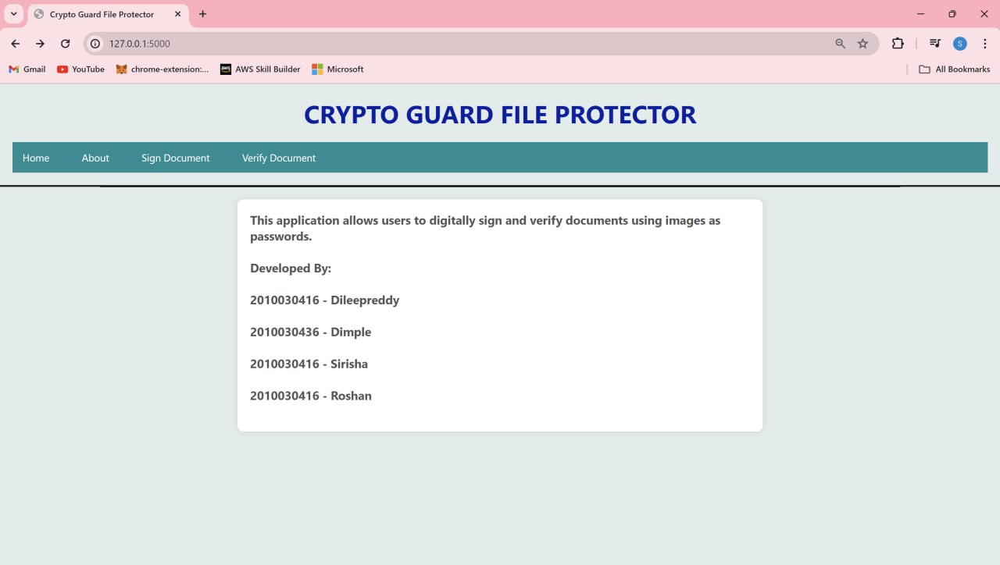 Crypto Guard File Protector
127.0.0.1:5000
S
Gmail YouTube chrome-extension:... AWS Skill Builder Microsoft All Bookmarks
CRYPTO GUARD FILE PROTECTOR
Home About Sign Document Verify Document
This application allows users to digitally sign and verify documents using images as
passwords.
Developed By:
2010030416 - Dileepreddy
2010030436 - Dimple
2010030416 - Sirisha
2010030416 - Roshan